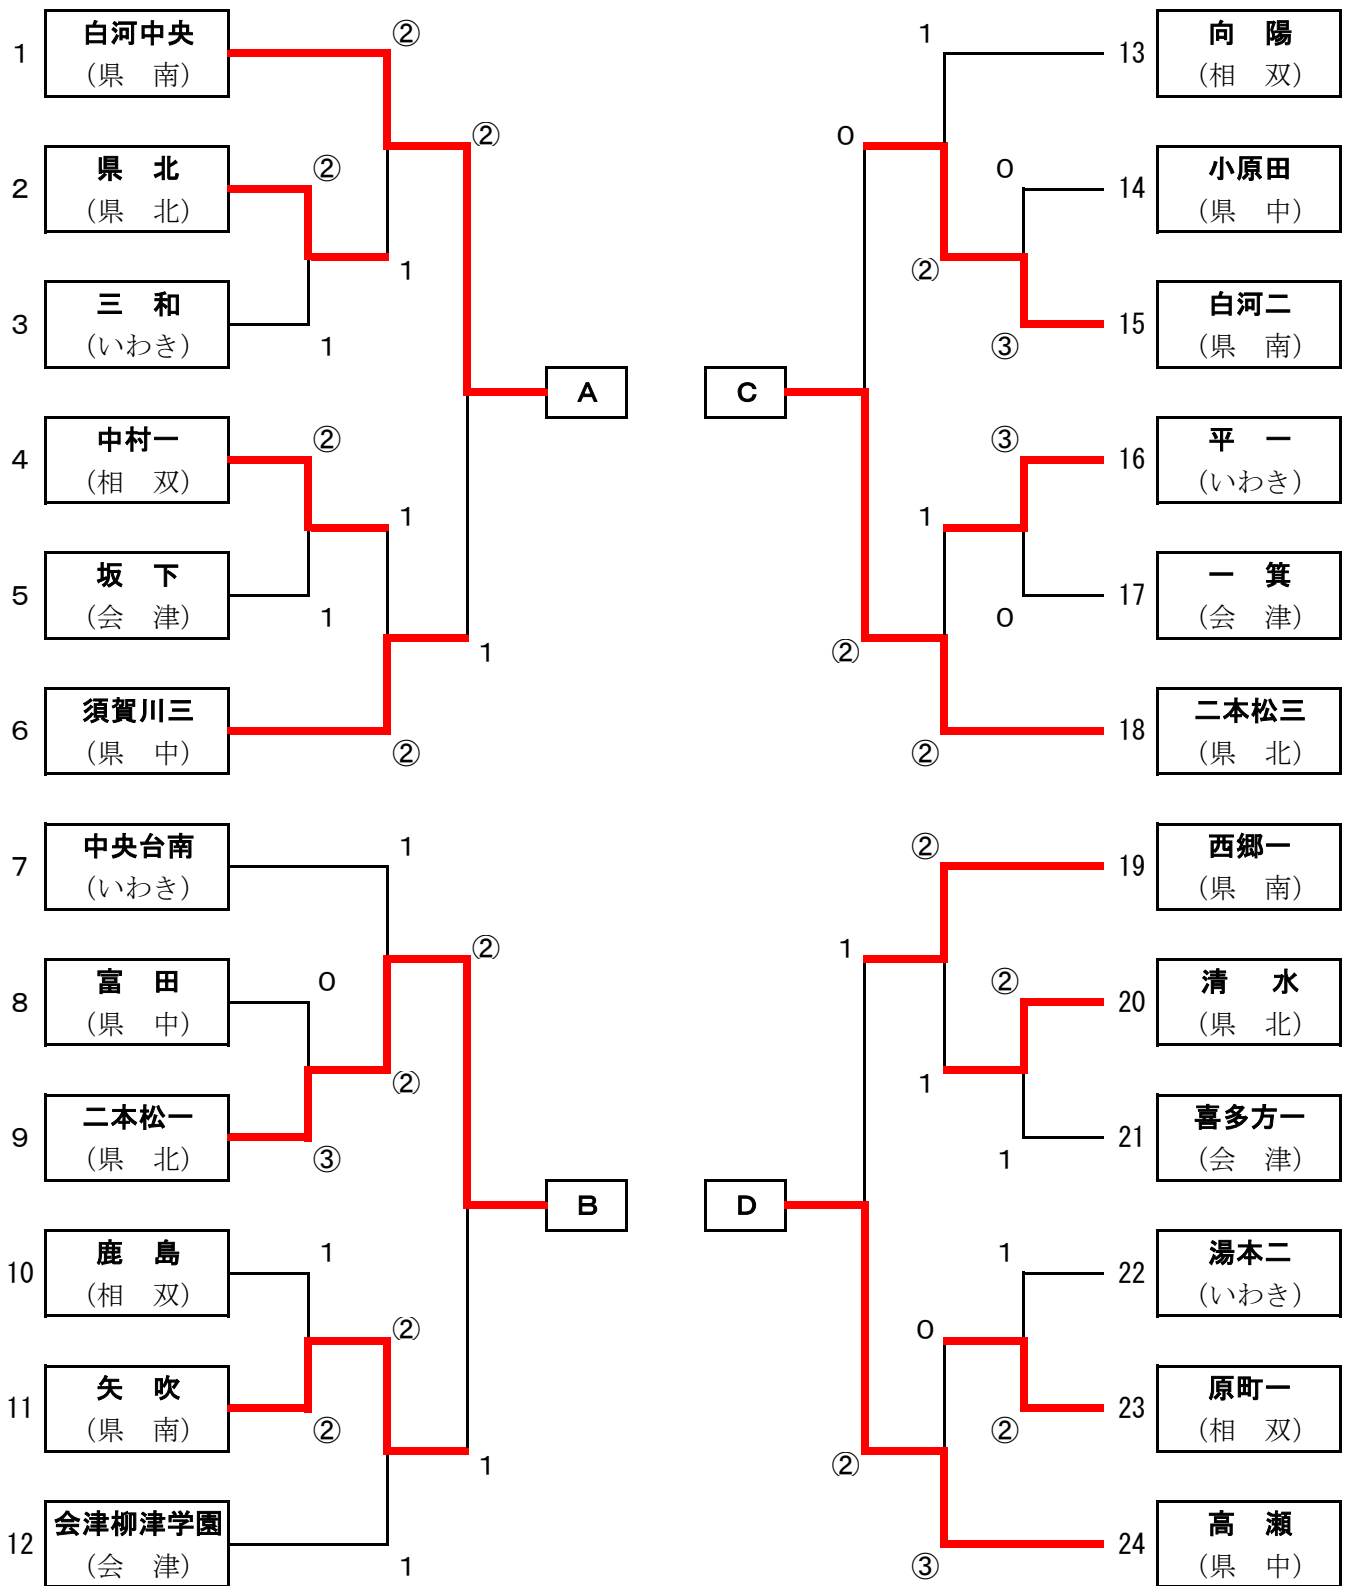 1 白河中央
(県 南)
②
2 県 北
(県 北)
②
②
1
3 三 和
(いわき)
1
A
4 中村一
(相 双)
②
1
5 坂 下
(会 津)
1
1
6 須賀川三
(県 中)
②
7 中央台南
(いわき)
1
②
8 富 田
(県 中)
0
②
9 二本松一
(県 北)
③
B
10 鹿 島
(相 双)
1
②
11 矢 吹
(県 南)
②
1
12 会津柳津学園
(会 津)
1
1
13 向 陽
(相 双)
0
0
14 小原田
(県 中)
②
15 白河二
(県 南)
③
C
③
16 平 一
(いわき)
1
17 一 箕
(会 津)
0
②
18 二本松三
(県 北)
②
②
19 西郷一
(県 南)
1
②
20 清 水
(県 北)
1
21 喜多方一
(会 津)
1
D
1
22 湯本二
(いわき)
0
23 原町一
(相 双)
②
②
24 高 瀬
(県 中)
③